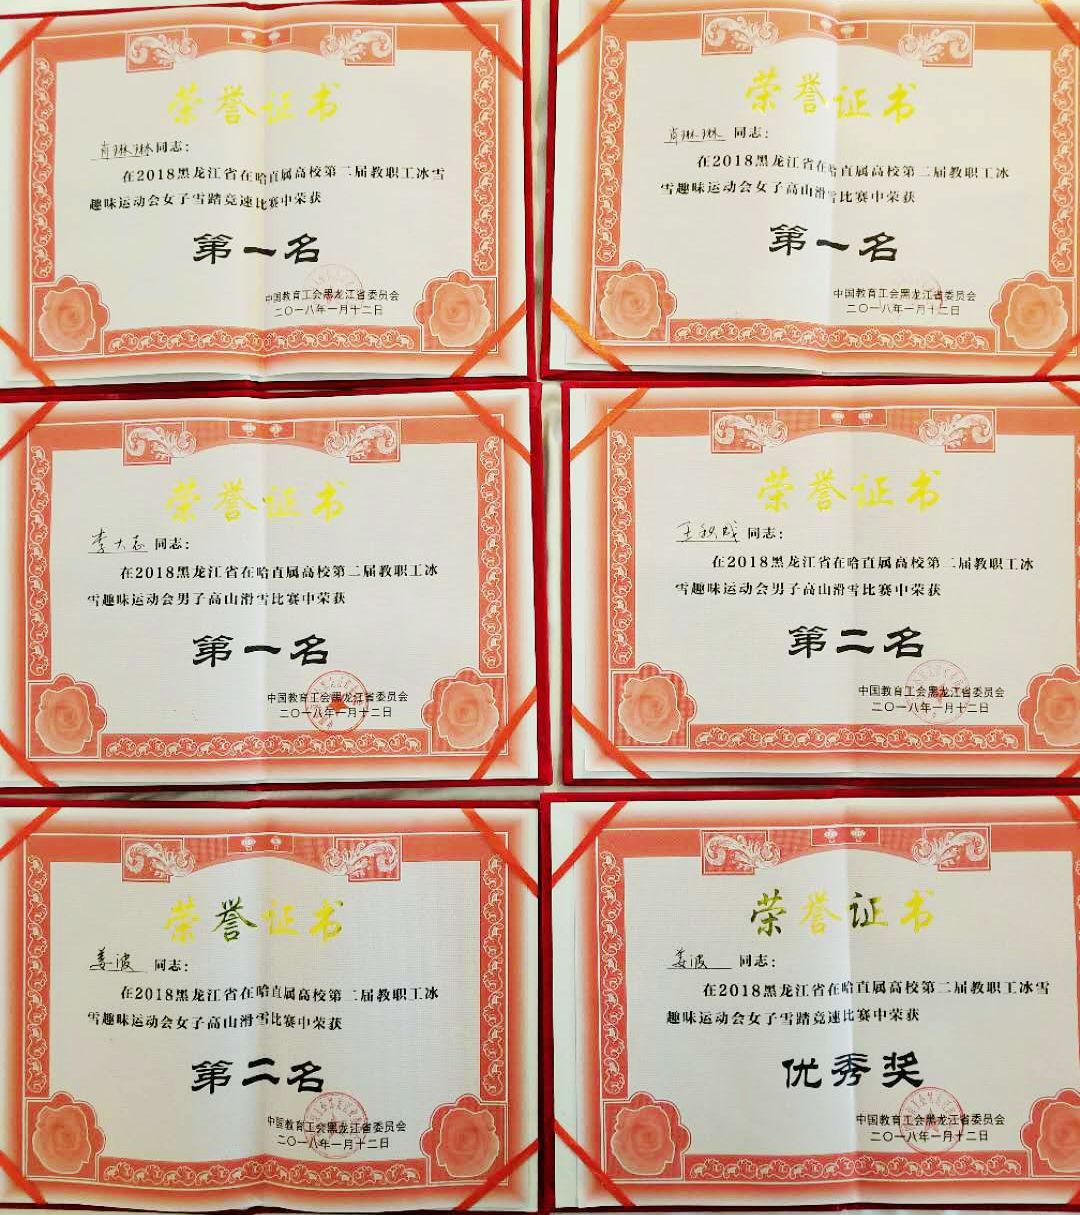 荣誉证书
肖琳琳同志:
在2018黑龙江省在哈直属高校第二届教职工冰雪
趣味运动会女子雪踏竞速比赛中荣获
第一名
中国教育工会黑龙江省委员会
二〇一八年一月十二日
荣誉证书
肖琳琳 同志:
在2018黑龙江省在哈直属高校第二届教职工冰
雪趣味运动会女子高山滑雪比赛中荣获
第一名
中国教育工会黑龙江省委员会
二〇一八年一月十二日
荣誉证书
李大志 同志:
在2018黑龙江省在哈直属高校第二届教职工冰
雪趣味运动会男子高山滑雪比赛中荣获
第一名
中国教育工会黑龙江省委员会
二〇一八年一月十二日
荣誉证书
同志:
在2018黑龙江省在哈直属高校第二届教职工冰
雪趣味运动会男子高山滑雪比赛中荣获
第二名
中国教育工会黑龙江省委员会
二〇一八年一月十二日
荣誉证书
姜波 同志:
在2018黑龙江省在哈直属高校第二届教职工冰
雪趣味运动会女子高山滑雪比赛中荣获
第二名
中国教育工会黑龙江省委员会
二〇一八年一月十二日
荣誉证书
姜波 同志:
在2018黑龙江省在哈直属高校第二届教职工冰雪
趣味运动会女子雪踏竞速比赛中荣获
优秀奖
中国教育工会黑龙江省委员会
二〇一八年一月十二日